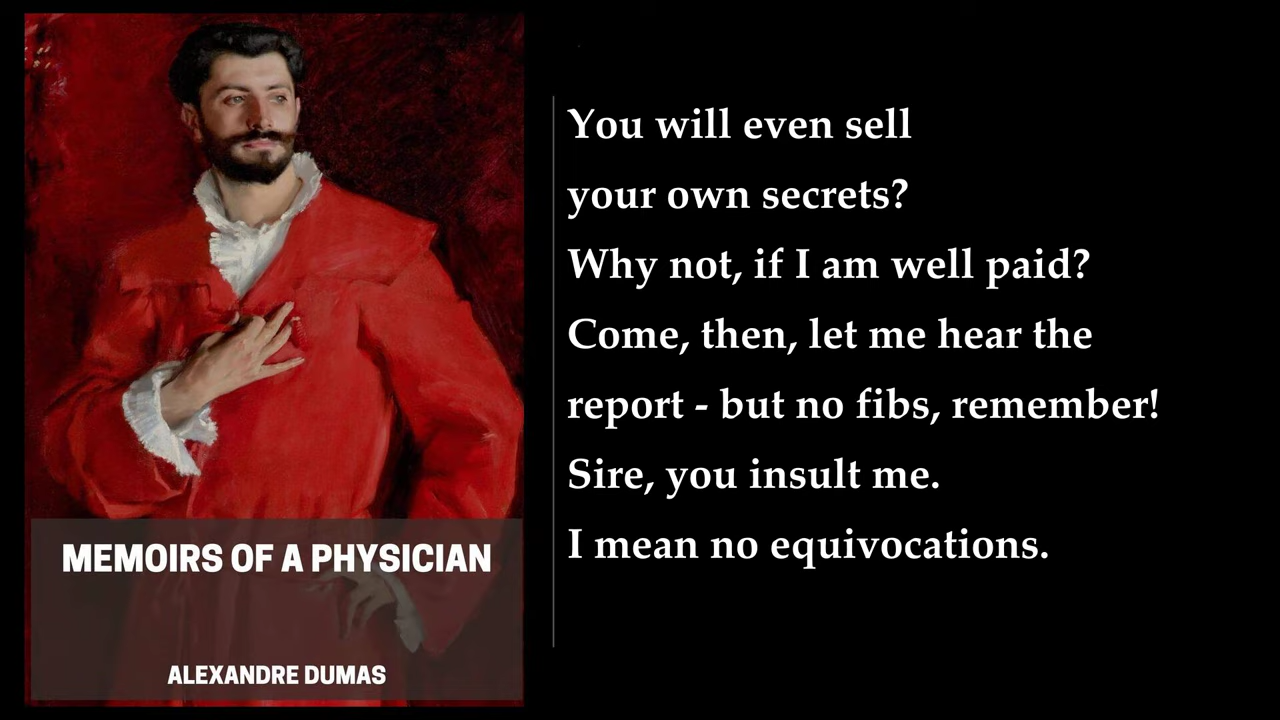 MEMOIRS OF A PHYSICIAN
ALEXANDRE DUMAS
You will even sell
your own secrets?
Why not, if I am well paid?
Come, then, let me hear the
report - but no fibs, remember!
Sire, you insult me.
I mean no equivocations.